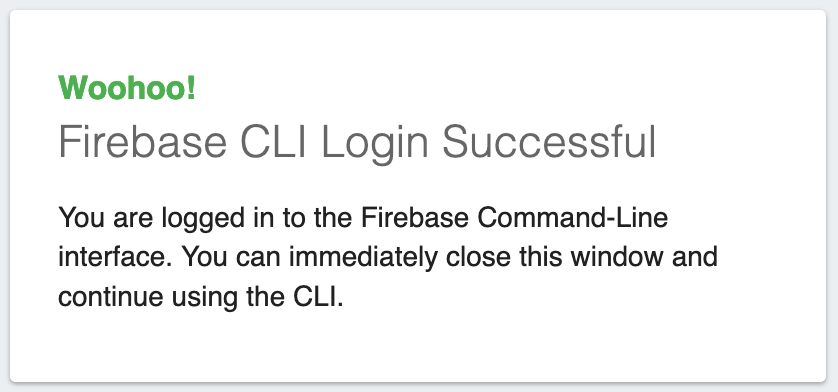 Woohoo!
Firebase CLI Login Successful
You are logged in to the Firebase Command-Line
interface. You can immediately close this window and
continue using the CLI.